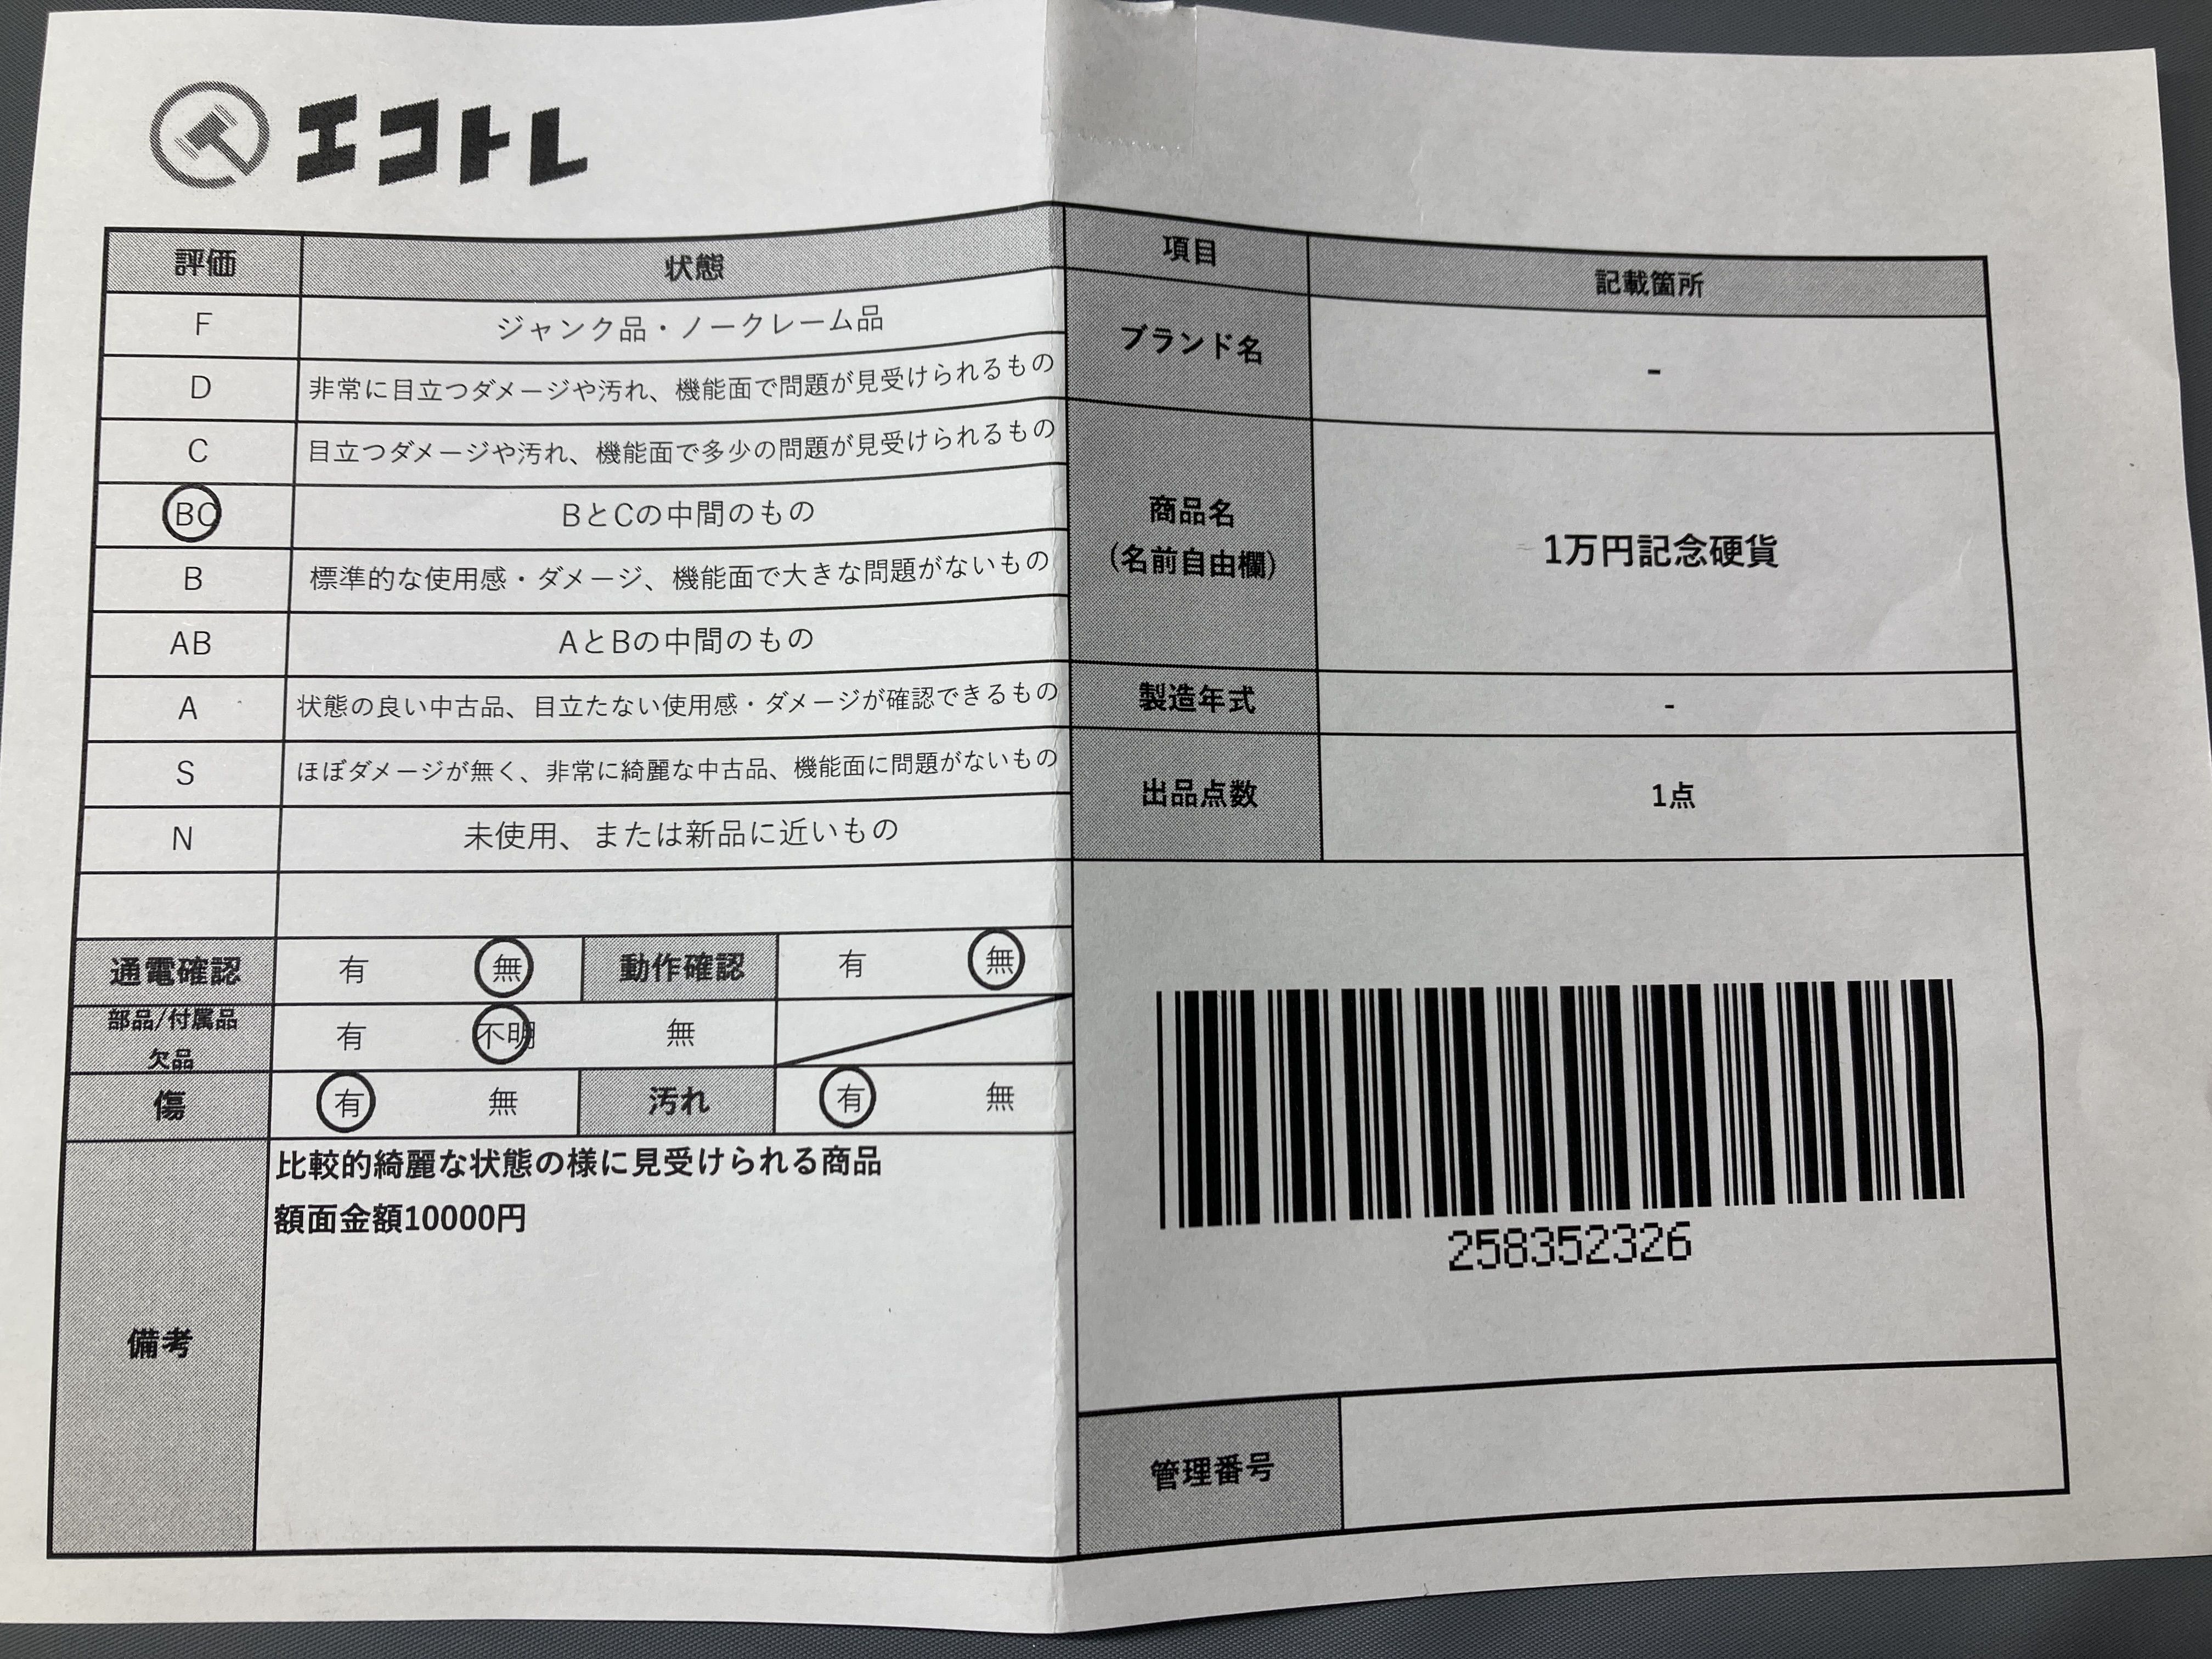 エコトレ
評価 状態
F ジャンク品・ノークレーム品
D 非常に目立つダメージや汚れ、機能面で問題が見受けられるもの
C 目立つダメージや汚れ、機能面で多少の問題が見受けられるもの
BC BとCの中間のもの
B 標準的な使用感・ダメージ、機能面で大きな問題がないもの
AB AとBの中間のもの
A 状態の良い中古品、目立たない使用感・ダメージが確認できるもの
S ほぼダメージが無く、非常に綺麗な中古品、機能面に問題がないもの
N 未使用、または新品に近いもの
通電確認 有 無 動作確認 有 無
部品/付属品
欠品 有 不明 無
傷 有 無 汚れ 有 無
備考
比較的綺麗な状態の様に見受けられる商品
額面金額10000円
項目 記載箇所
ブランド名 -
商品名
(名前自由欄) 1万円記念硬貨
製造年式 -
出品点数 1点
258352326
管理番号